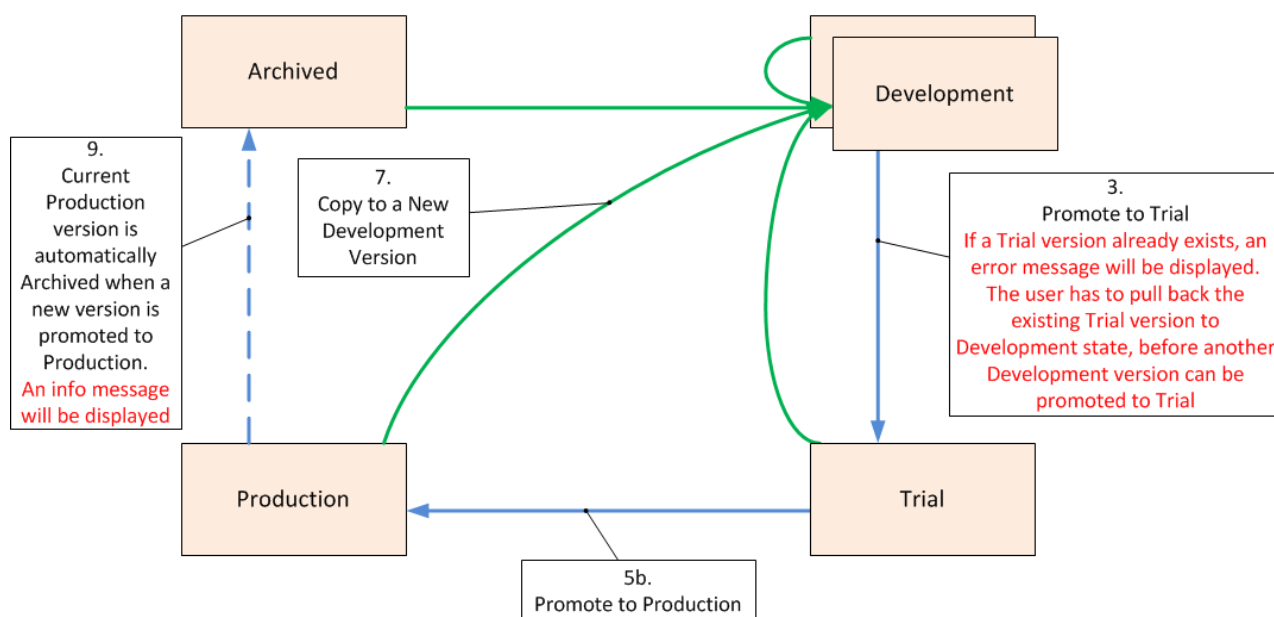 Archived
Development
9.
Current
Production
version is
automatically
Archived when a
new version is
promoted to
Production.
An info message
will be displayed
7.
Copy to a New
Development
Version
3.
Promote to Trial
If a Trial version already exists, an
error message will be displayed.
The user has to pull back the
existing Trial version to
Development state, before another
Development version can be
promoted to Trial
Production
Trial
5b.
Promote to Production